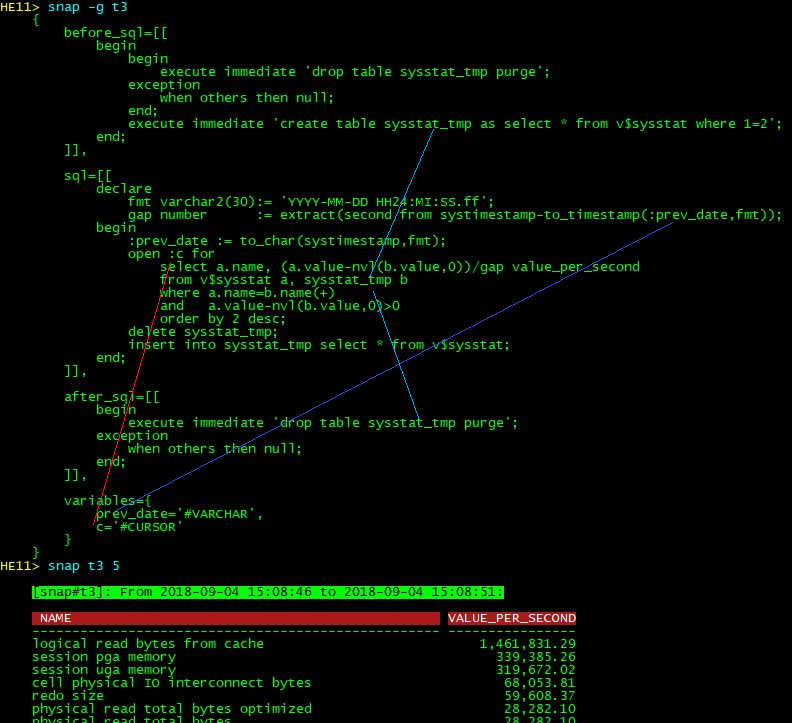 HE11> snap -g t3
{
before_sql=[[
begin
begin
execute immediate 'drop table sysstat_tmp purge';
exception
when others then null;
end;
execute immediate 'create table sysstat_tmp as select * from v$sysstat where 1=2';
end;
]],
sql=[[
declare
fmt varchar2(30):= 'YYYY-MM-DD HH24:MI:SS.ff';
gap number := extract(second from systimestamp-to_timestamp(:prev_date,fmt));
begin
:prev_date := to_char(systimestamp,fmt);
open :c for
select a.name, (a.value-nvl(b.value,0))/gap value_per_second
from v$sysstat a, sysstat_tmp b
where a.name=b.name(+)
and a.value-nvl(b.value,0)>0
order by 2 desc;
delete sysstat_tmp;
insert into sysstat_tmp select * from v$sysstat;
end;
]],
after_sql=[[
begin
execute immediate 'drop table sysstat_tmp purge';
exception
when others then null;
end;
]],
variables={
prev_date='#VARCHAR',
c='#CURSOR'
}
}
HE11> snap t3 5
[snap#t3]: From 2018-09-04 15:08:46 to 2018-09-04 15:08:51:
NAME VALUE_PER_SECOND
--------------------------------------------------- ----------------
logical read bytes from cache 1,461,831.29
session pga memory 339,385.26
session uga memory 319,672.02
cell physical IO interconnect bytes 68,053.81
redo size 59,608.37
physical read total bytes optimized 28,282.10
physical read total bytes 28,282.10